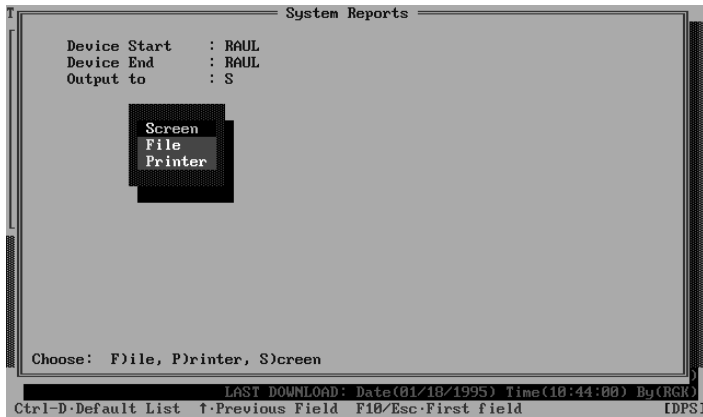 T
System Reports
Device Start : RAUL
Device End : RAUL
Output to : S
Screen
File
Printer
Choose: F)ile, P)rinter, S)creen
)
LAST DOWNLOAD: Date(01/18/1995) Time(10:44:00) By(RGK)
Ctrl-D·Default List ↑·Previous Field F10/Esc·First field [DPS]